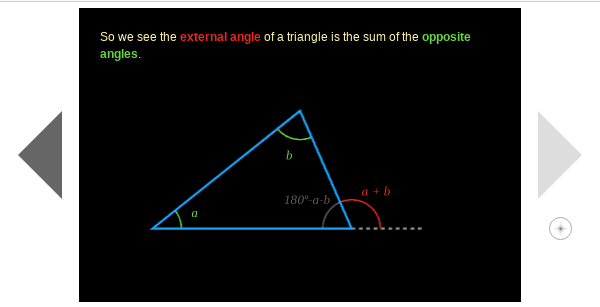 So we see the external angle of a triangle is the sum of the opposite
angles.
b
a + b
180°-a-b
a